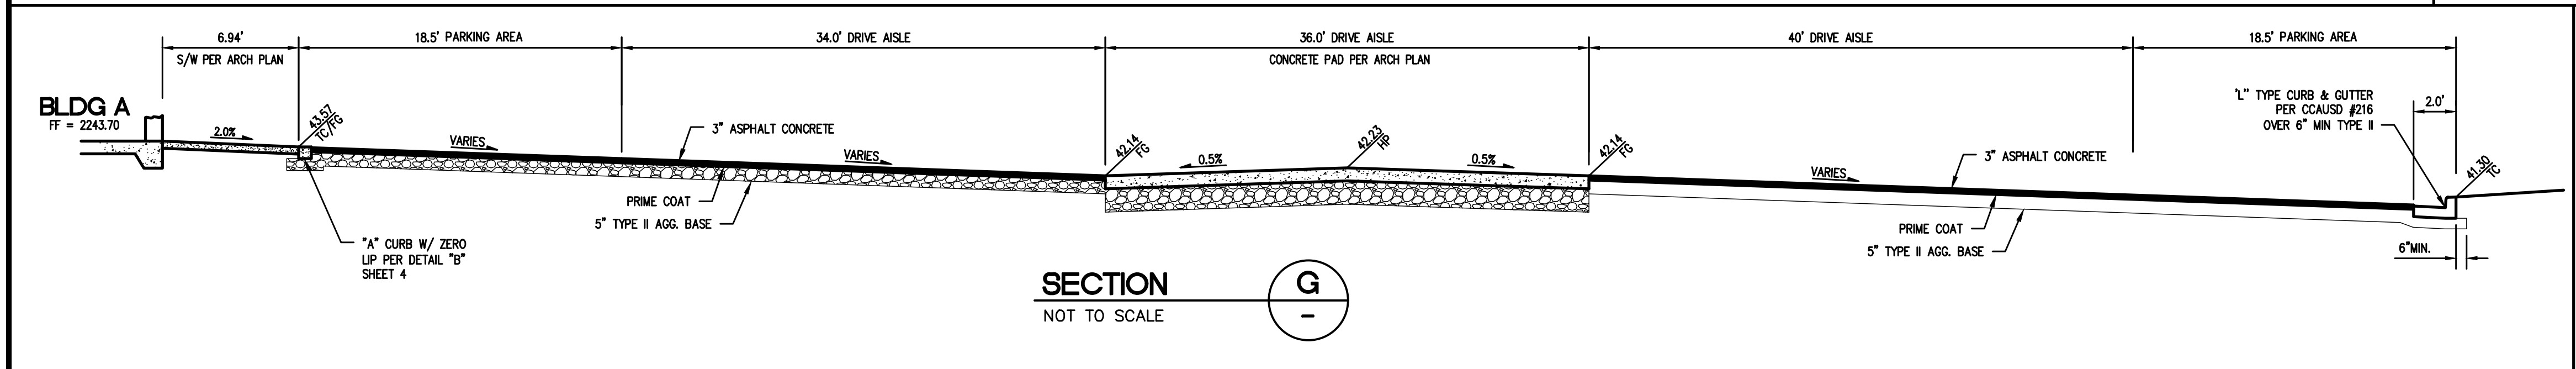 6.94'
S/W PER ARCH PLAN
18.5' PARKING AREA
34.0' DRIVE AISLE
36.0' DRIVE AISLE
CONCRETE PAD PER ARCH PLAN
40' DRIVE AISLE
18.5' PARKING AREA
BLDG A
FF = 2243.70
2.0%
43.57
TC/FG
VARIES
3" ASPHALT CONCRETE
VARIES
42.14
FG
0.5%
42.23
HP
0.5%
42.14
FG
VARIES
3" ASPHALT CONCRETE
'L" TYPE CURB & GUTTER
PER CCAUSD #216
OVER 6" MIN TYPE II
2.0'
41.30
TC
PRIME COAT
5" TYPE II AGG. BASE
"A" CURB W/ ZERO
LIP PER DETAIL "B"
SHEET 4
PRIME COAT
5" TYPE II AGG. BASE
6"MIN.
SECTION
NOT TO SCALE
G
-